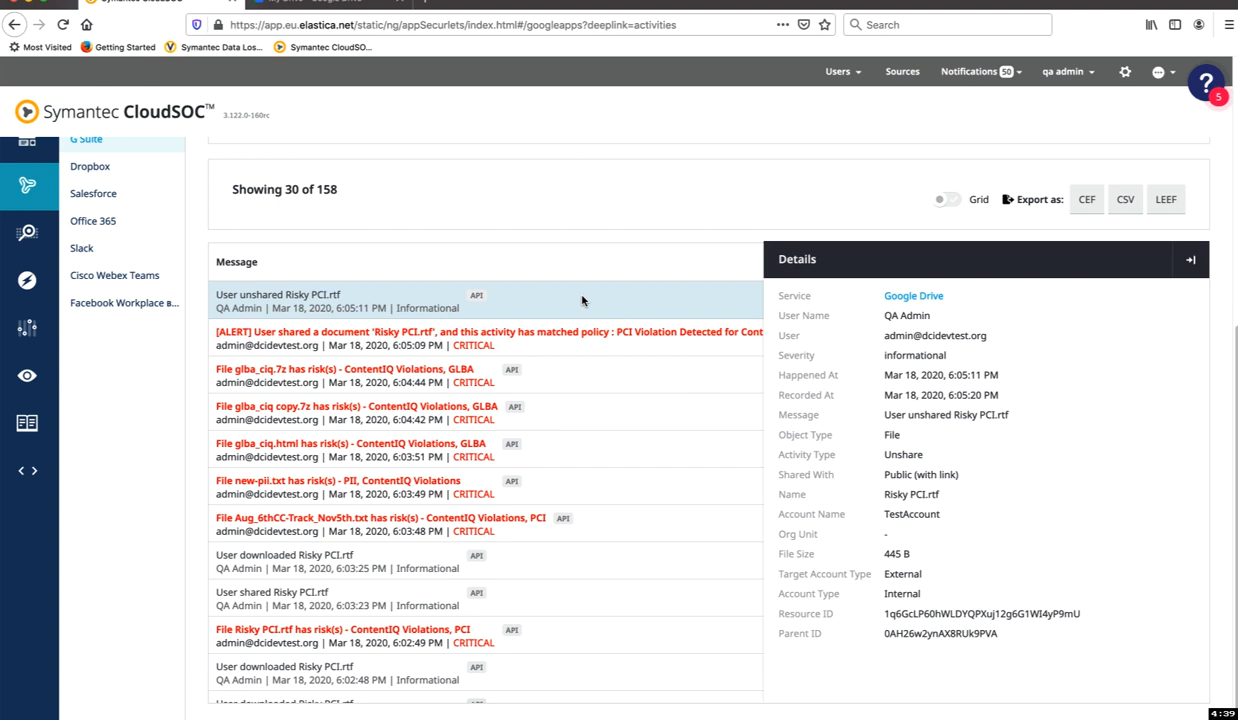 https://app.eu.elastica.net/static/ng/appSecurlets/index.html#/googleapps?deeplink=activities
Search
Most Visited
Getting Started
Symantec Data Los...
Symantec CloudSO...
Users
Sources
Notifications 50
qa admin
?
5
Symantec CloudSOC™
3.122.0-160rc
G Suite
Dropbox
Salesforce
Office 365
Slack
Cisco Webex Teams
Facebook Workplace в...
Showing 30 of 158
Grid
Export as:
CEF
CSV
LEEF
Message
User unshared Risky PCI.rtf API
QA Admin | Mar 18, 2020, 6:05:11 PM | Informational
[ALERT] User shared a document 'Risky PCI.rtf', and this activity has matched policy : PCI Violation Detected for Cont
admin@dcidevtest.org | Mar 18, 2020, 6:05:09 PM | CRITICAL
File glba_ciq.7z has risk(s) - ContentIQ Violations, GLBA API
admin@dcidevtest.org | Mar 18, 2020, 6:04:44 PM | CRITICAL
File glba_ciq copy.7z has risk(s) - ContentIQ Violations, GLBA API
admin@dcidevtest.org | Mar 18, 2020, 6:04:42 PM | CRITICAL
File glba_ciq.html has risk(s) - ContentIQ Violations, GLBA API
admin@dcidevtest.org | Mar 18, 2020, 6:03:51 PM | CRITICAL
File new-pii.txt has risk(s) - PII, ContentIQ Violations API
admin@dcidevtest.org | Mar 18, 2020, 6:03:49 PM | CRITICAL
File Aug_6thCC-Track_Nov5th.txt has risk(s) - ContentIQ Violations, PCI API
admin@dcidevtest.org | Mar 18, 2020, 6:03:48 PM | CRITICAL
User downloaded Risky PCI.rtf API
QA Admin | Mar 18, 2020, 6:03:25 PM | Informational
User shared Risky PCI.rtf API
QA Admin | Mar 18, 2020, 6:03:23 PM | Informational
File Risky PCI.rtf has risk(s) - ContentIQ Violations, PCI API
admin@dcidevtest.org | Mar 18, 2020, 6:02:49 PM | CRITICAL
User downloaded Risky PCI.rtf API
QA Admin | Mar 18, 2020, 6:02:48 PM | Informational
Details
Service Google Drive
User Name QA Admin
User admin@dcidevtest.org
Severity informational
Happened At Mar 18, 2020, 6:05:11 PM
Recorded At Mar 18, 2020, 6:05:20 PM
Message User unshared Risky PCI.rtf
Object Type File
Activity Type Unshare
Shared With Public (with link)
Name Risky PCI.rtf
Account Name TestAccount
Org Unit -
File Size 445 B
Target Account Type External
Account Type Internal
Resource ID 1q6GcLP60hWLDYQPXuj12g6G1WI4yP9mU
Parent ID 0AH26w2ynAX8RUk9PVA
4:39